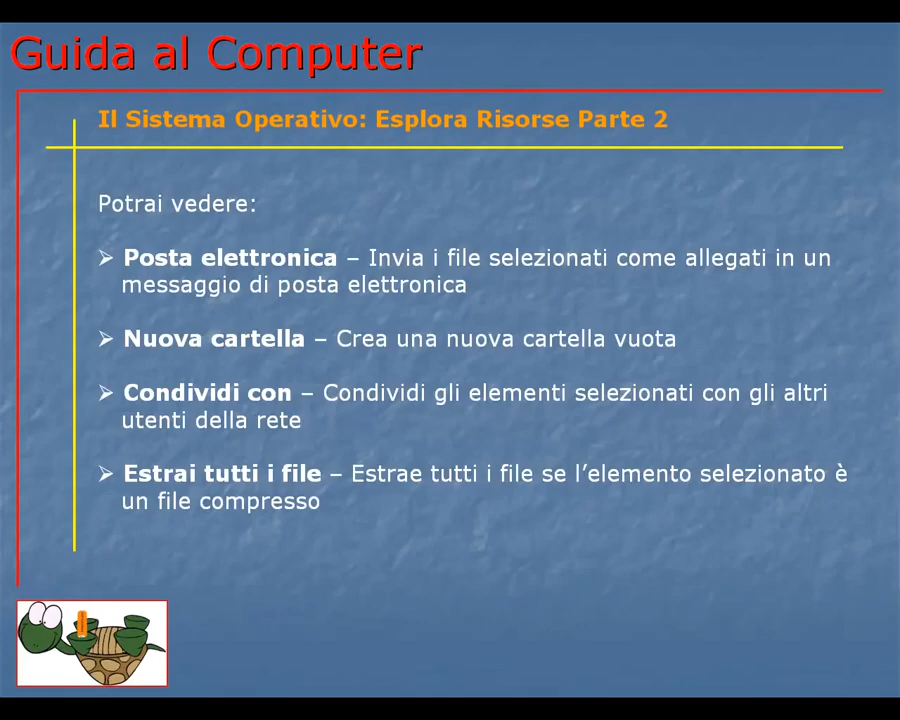 Guida al Computer
Il Sistema Operativo: Esplora Risorse Parte 2
Potrai vedere:
➢ Posta elettronica – Invia i file selezionati come allegati in un
messaggio di posta elettronica
➢ Nuova cartella – Crea una nuova cartella vuota
➢ Condividi con – Condividi gli elementi selezionati con gli altri
utenti della rete
➢ Estrai tutti i file – Estrae tutti i file se l’elemento selezionato è
un file compresso